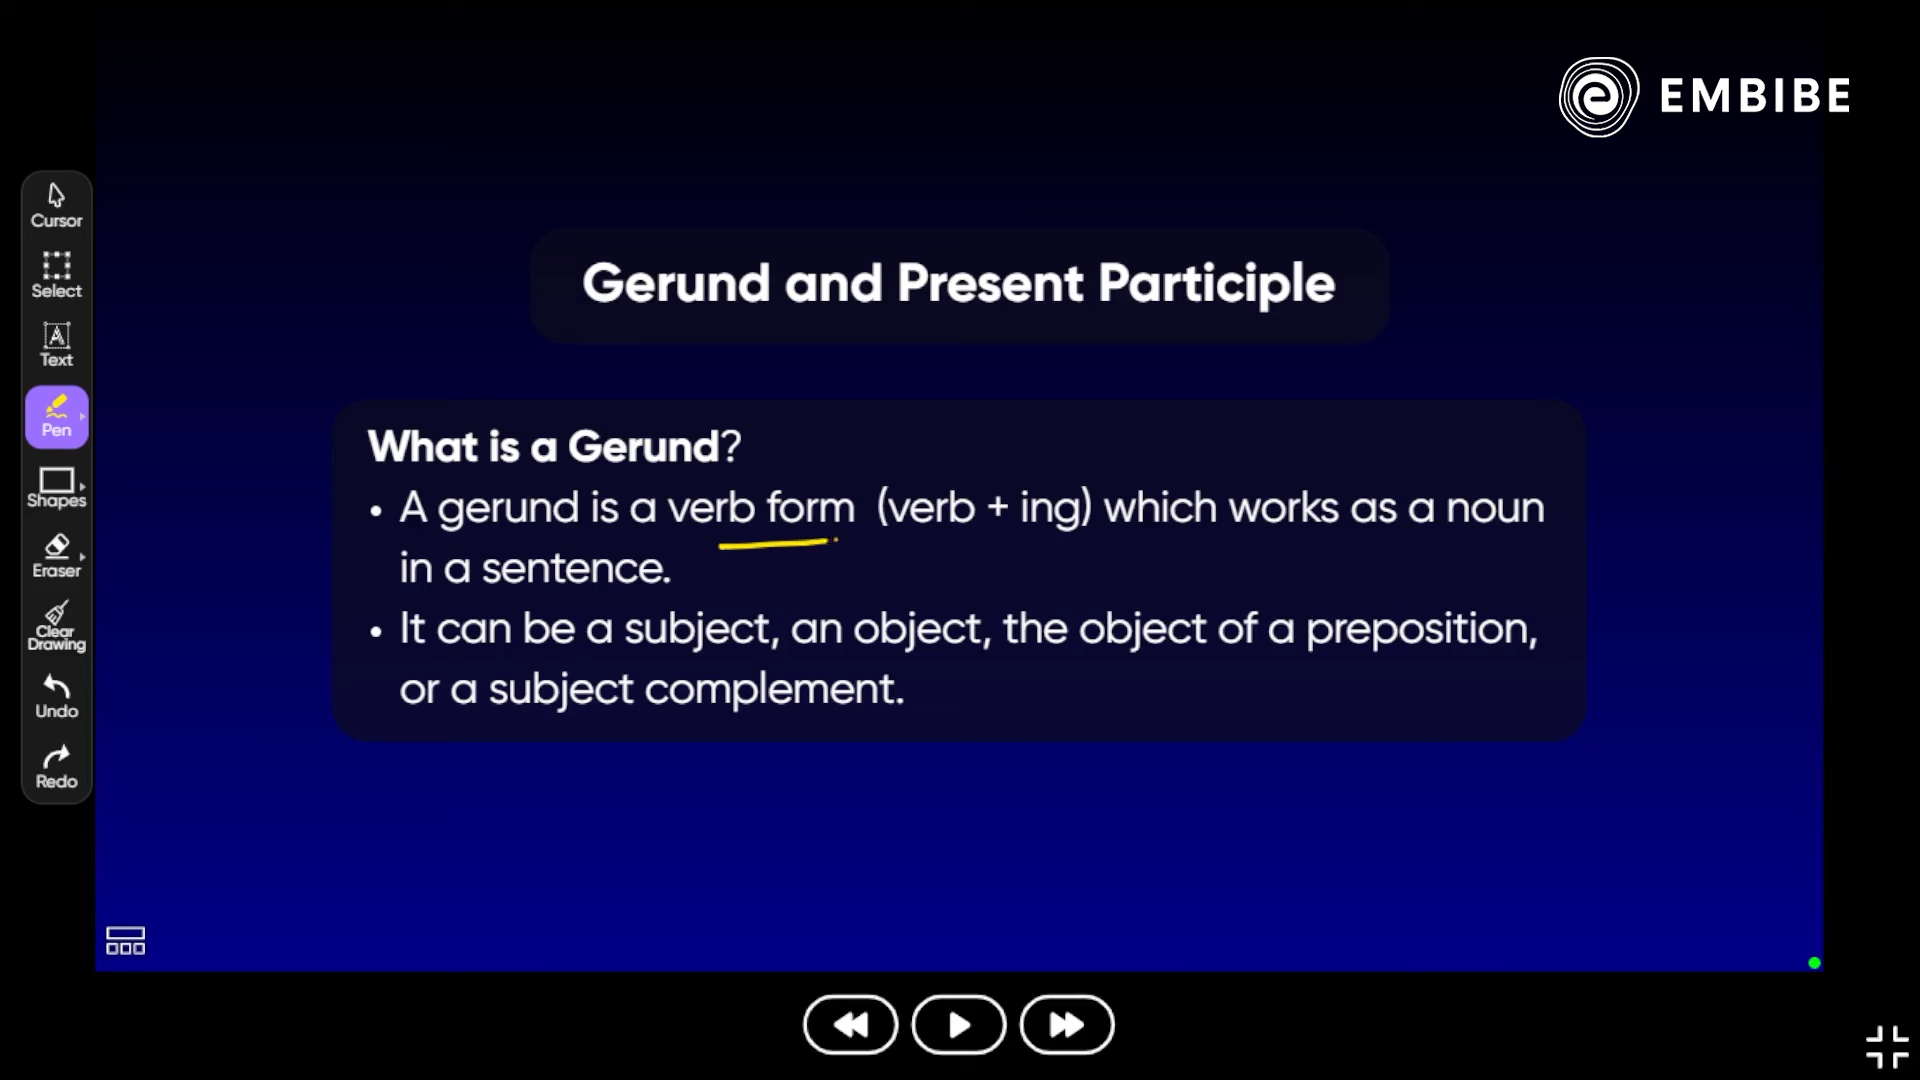 EMBIBE
Cursor
Select
Text
Pen
Shapes
Eraser
Clear
Drawing
Undo
Redo
Gerund and Present Participle
What is a Gerund?
• A gerund is a verb form (verb + ing) which works as a noun
in a sentence.
• It can be a subject, an object, the object of a preposition,
or a subject complement.